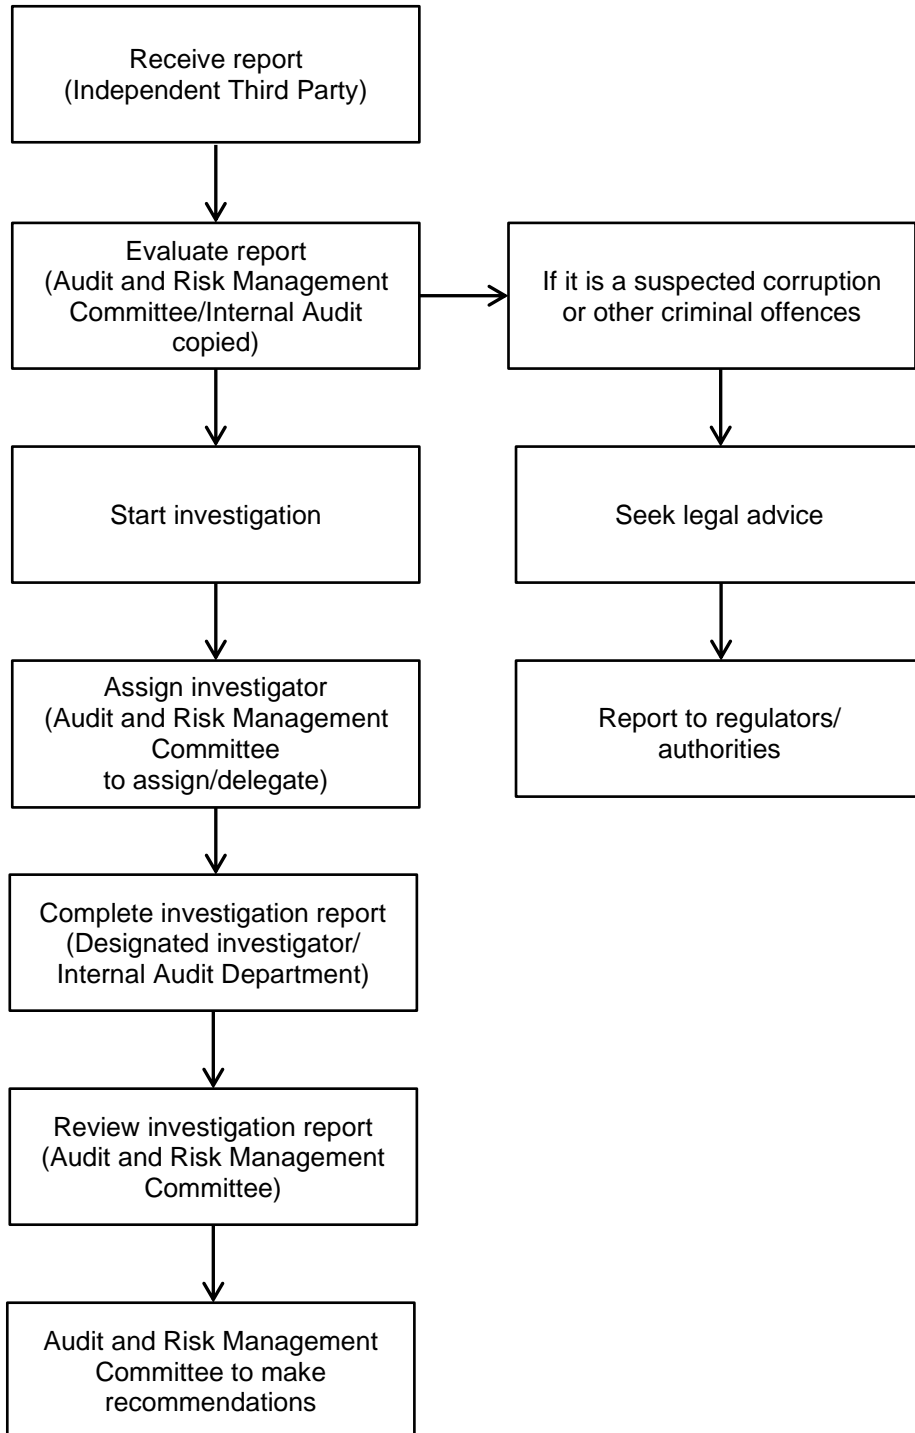 Receive report
(Independent Third Party)
Evaluate report
(Audit and Risk Management
Committee/Internal Audit
copied)
If it is a suspected corruption
or other criminal offences
Start investigation
Seek legal advice
Assign investigator
(Audit and Risk Management
Committee
to assign/delegate)
Report to regulators/
authorities
Complete investigation report
(Designated investigator/
Internal Audit Department)
Review investigation report
(Audit and Risk Management
Committee)
Audit and Risk Management
Committee to make
recommendations